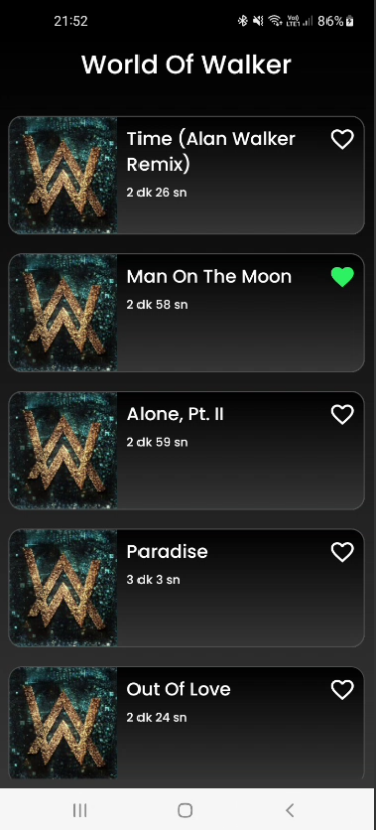 21:52 VoJ LTE1 86%
World Of Walker
Time (Alan Walker
Remix)
2 dk 26 sn
Man On The Moon
2 dk 58 sn
Alone, Pt. II
2 dk 59 sn
Paradise
3 dk 3 sn
Out Of Love
2 dk 24 sn